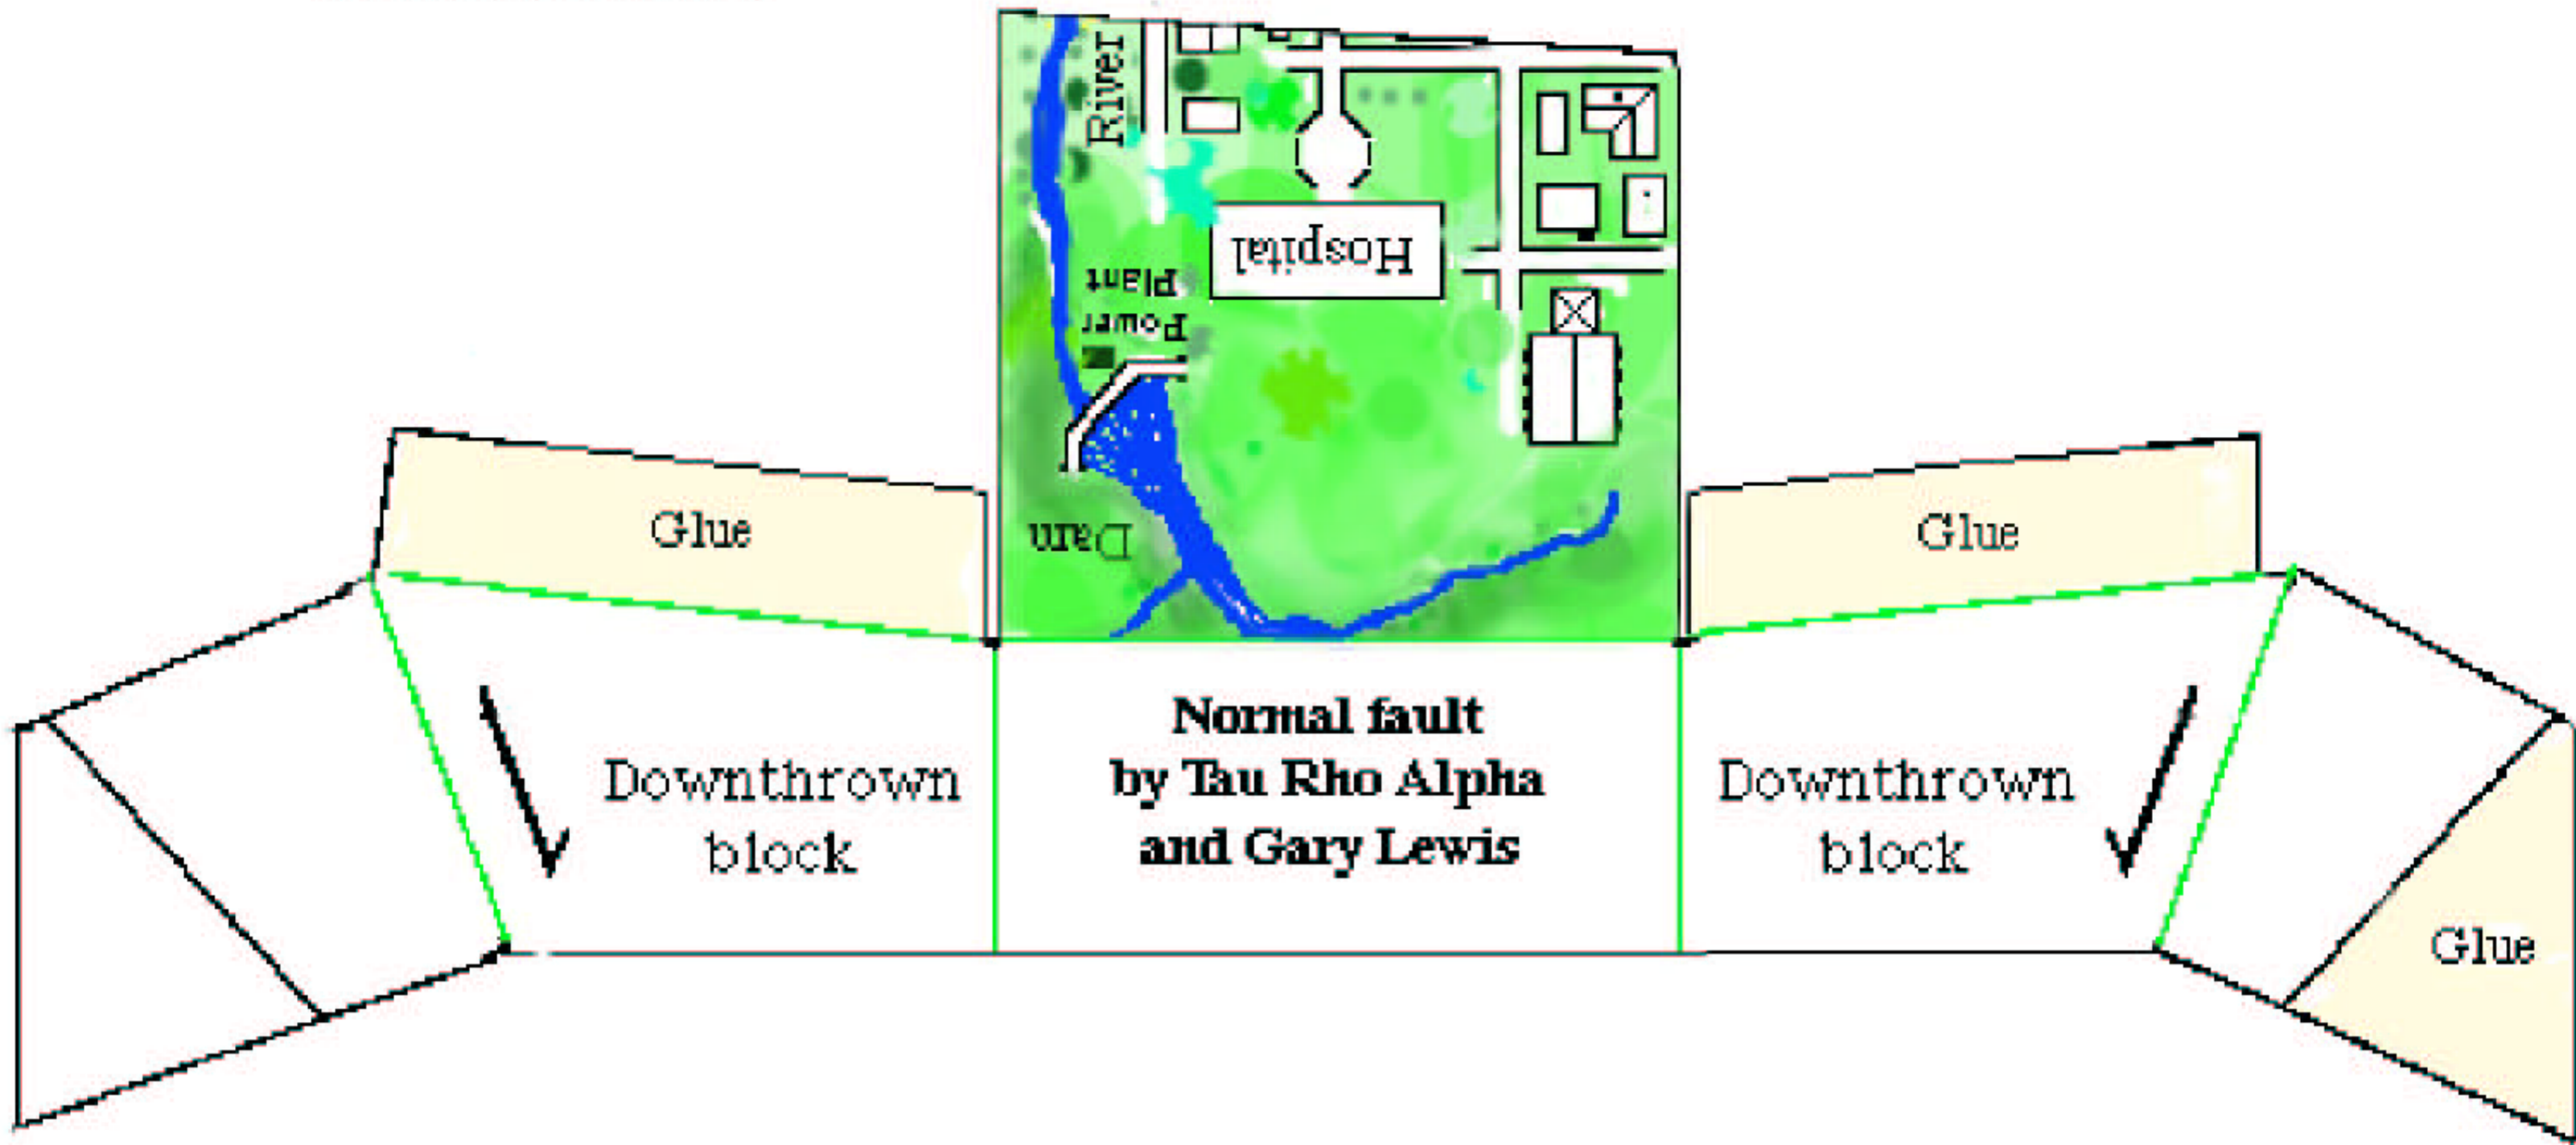 River
Hospital
Power
Plant
Dam
Glue
Glue
Normal fault
by Tau Rho Alpha
and Gary Lewis
Downthrown
block
Downthrown
block
Glue